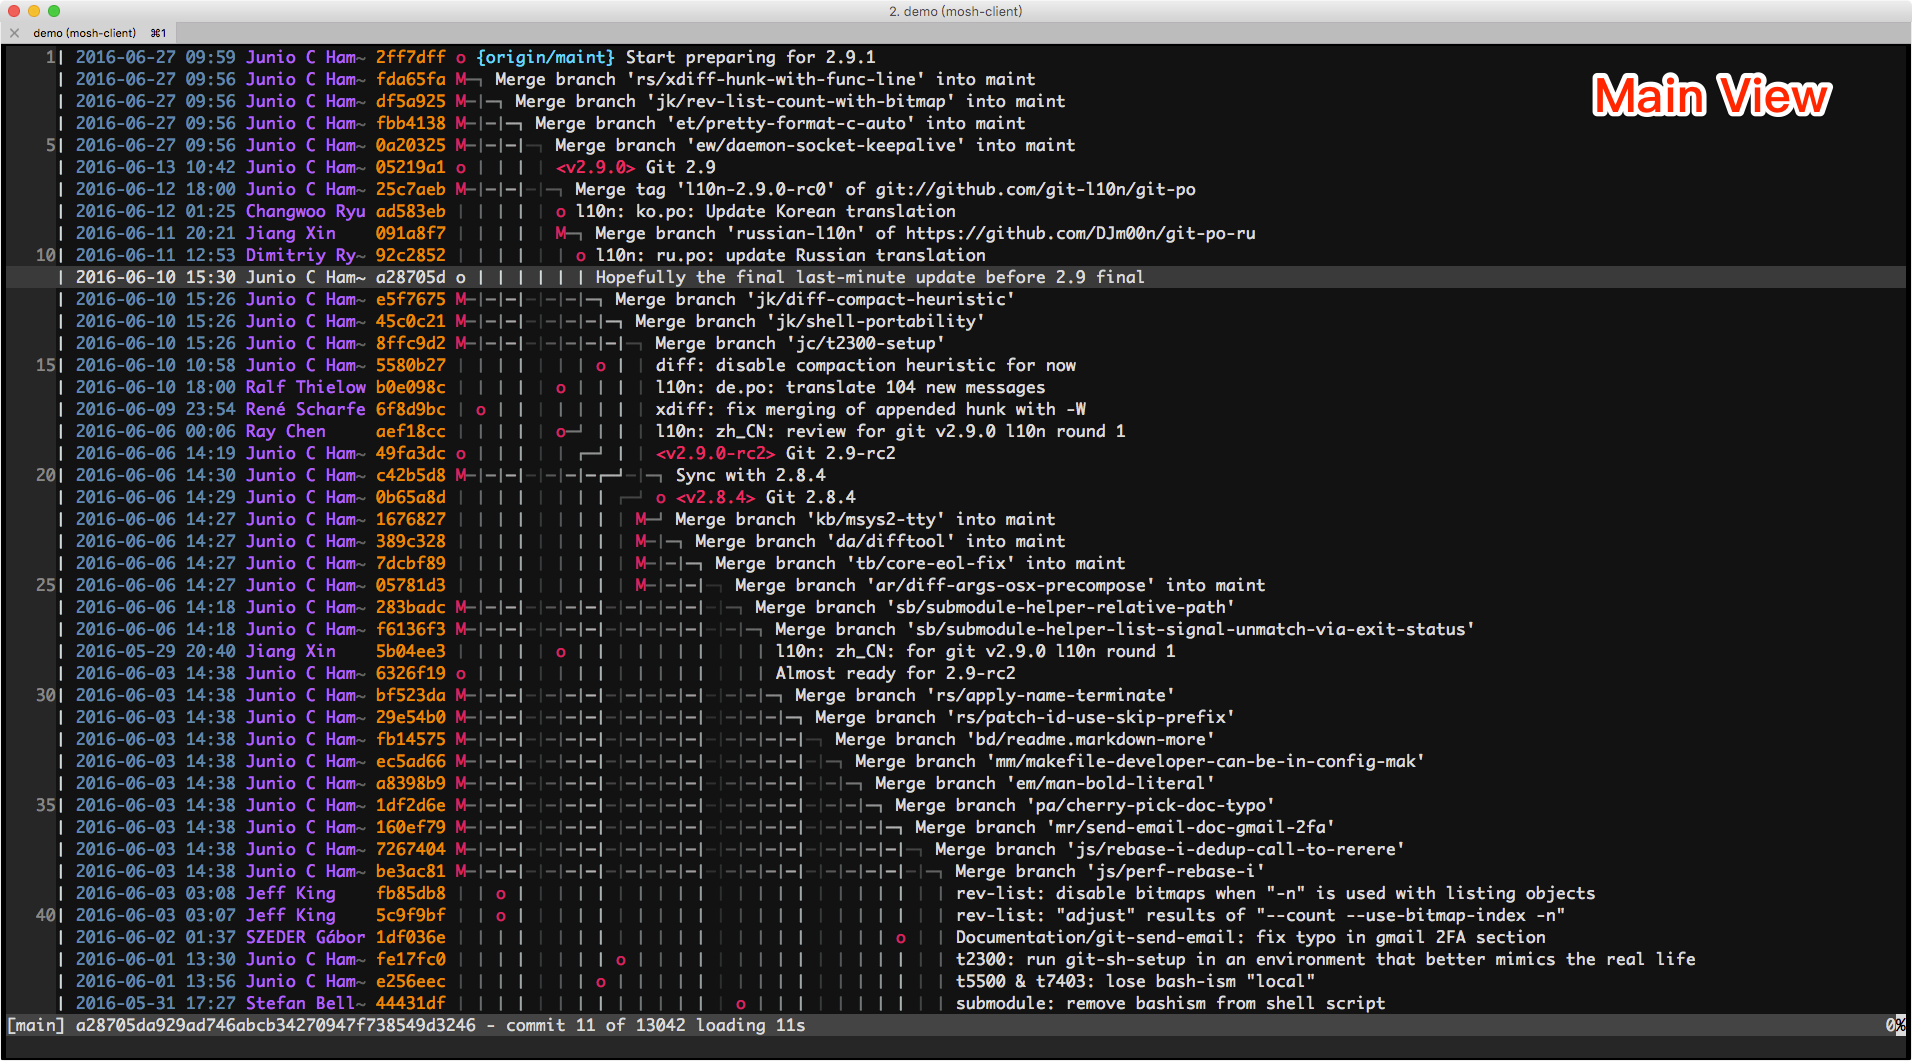 2. demo (mosh-client)
demo (mosh-client) ⌘1
Main View
1| 2016-06-27 09:59 Junio C Ham~ 2ff7dff o {origin/maint} Start preparing for 2.9.1
| 2016-06-27 09:56 Junio C Ham~ fda65fa M Merge branch 'rs/xdiff-hunk-with-func-line' into maint
| 2016-06-27 09:56 Junio C Ham~ df5a925 M Merge branch 'jk/rev-list-count-with-bitmap' into maint
| 2016-06-27 09:56 Junio C Ham~ fbb4138 M Merge branch 'et/pretty-format-c-auto' into maint
5| 2016-06-27 09:56 Junio C Ham~ 0a20325 M Merge branch 'ew/daemon-socket-keepalive' into maint
| 2016-06-13 10:42 Junio C Ham~ 05219a1 o <v2.9.0> Git 2.9
| 2016-06-12 18:00 Junio C Ham~ 25c7aeb M Merge tag 'l10n-2.9.0-rc0' of git://github.com/git-l10n/git-po
| 2016-06-12 01:25 Changwoo Ryu ad583eb o l10n: ko.po: Update Korean translation
| 2016-06-11 20:21 Jiang Xin 091a8f7 M Merge branch 'russian-l10n' of https://github.com/DJm00n/git-po-ru
10| 2016-06-11 12:53 Dimitriy Ry~ 92c2852 o l10n: ru.po: update Russian translation
| 2016-06-10 15:30 Junio C Ham~ a28705d o Hopefully the final last-minute update before 2.9 final
| 2016-06-10 15:26 Junio C Ham~ e5f7675 M Merge branch 'jk/diff-compact-heuristic'
| 2016-06-10 15:26 Junio C Ham~ 45c0c21 M Merge branch 'jk/shell-portability'
| 2016-06-10 15:26 Junio C Ham~ 8ffc9d2 M Merge branch 'jc/t2300-setup'
15| 2016-06-10 10:58 Junio C Ham~ 5580b27 o diff: disable compaction heuristic for now
| 2016-06-10 18:00 Ralf Thielow b0e098c o l10n: de.po: translate 104 new messages
| 2016-06-09 23:54 René Scharfe 6f8d9bc o xdiff: fix merging of appended hunk with -W
| 2016-06-06 00:06 Ray Chen aef18cc o l10n: zh_CN: review for git v2.9.0 l10n round 1
| 2016-06-06 14:19 Junio C Ham~ 49fa3dc o <v2.9.0-rc2> Git 2.9-rc2
20| 2016-06-06 14:30 Junio C Ham~ c42b5d8 M Sync with 2.8.4
| 2016-06-06 14:29 Junio C Ham~ 0b65a8d o <v2.8.4> Git 2.8.4
| 2016-06-06 14:27 Junio C Ham~ 1676827 M Merge branch 'kb/msys2-tty' into maint
| 2016-06-06 14:27 Junio C Ham~ 389c328 M Merge branch 'da/difftool' into maint
| 2016-06-06 14:27 Junio C Ham~ 7dcbf89 M Merge branch 'tb/core-eol-fix' into maint
25| 2016-06-06 14:27 Junio C Ham~ 05781d3 M Merge branch 'ar/diff-args-osx-precompose' into maint
| 2016-06-06 14:18 Junio C Ham~ 283badc M Merge branch 'sb/submodule-helper-relative-path'
| 2016-06-06 14:18 Junio C Ham~ f6136f3 M Merge branch 'sb/submodule-helper-list-signal-unmatch-via-exit-status'
| 2016-05-29 20:40 Jiang Xin 5b04ee3 o l10n: zh_CN: for git v2.9.0 l10n round 1
| 2016-06-03 14:38 Junio C Ham~ 6326f19 o Almost ready for 2.9-rc2
30| 2016-06-03 14:38 Junio C Ham~ bf523da M Merge branch 'rs/apply-name-terminate'
| 2016-06-03 14:38 Junio C Ham~ 29e54b0 M Merge branch 'rs/patch-id-use-skip-prefix'
| 2016-06-03 14:38 Junio C Ham~ fb14575 M Merge branch 'bd/readme.markdown-more'
| 2016-06-03 14:38 Junio C Ham~ ec5ad66 M Merge branch 'mm/makefile-developer-can-be-in-config-mak'
| 2016-06-03 14:38 Junio C Ham~ a8398b9 M Merge branch 'em/man-bold-literal'
35| 2016-06-03 14:38 Junio C Ham~ 1df2d6e M Merge branch 'pa/cherry-pick-doc-typo'
| 2016-06-03 14:38 Junio C Ham~ 160ef79 M Merge branch 'mr/send-email-doc-gmail-2fa'
| 2016-06-03 14:38 Junio C Ham~ 7267404 M Merge branch 'js/rebase-i-dedup-call-to-rerere'
| 2016-06-03 14:38 Junio C Ham~ be3ac81 M Merge branch 'js/perf-rebase-i'
| 2016-06-03 03:08 Jeff King fb85db8 o rev-list: disable bitmaps when "-n" is used with listing objects
40| 2016-06-03 03:07 Jeff King 5c9f9bf o rev-list: "adjust" results of "--count --use-bitmap-index -n"
| 2016-06-02 01:37 SZEDER Gábor 1df036e o Documentation/git-send-email: fix typo in gmail 2FA section
| 2016-06-01 13:30 Junio C Ham~ fe17fc0 o t2300: run git-sh-setup in an environment that better mimics the real life
| 2016-06-01 13:56 Junio C Ham~ e256eec o t5500 & t7403: lose bash-ism "local"
| 2016-05-31 17:27 Stefan Bell~ 44431df o submodule: remove bashism from shell script
[main] a28705da929ad746abcb34270947f738549d3246 - commit 11 of 13042 loading 11s 0%